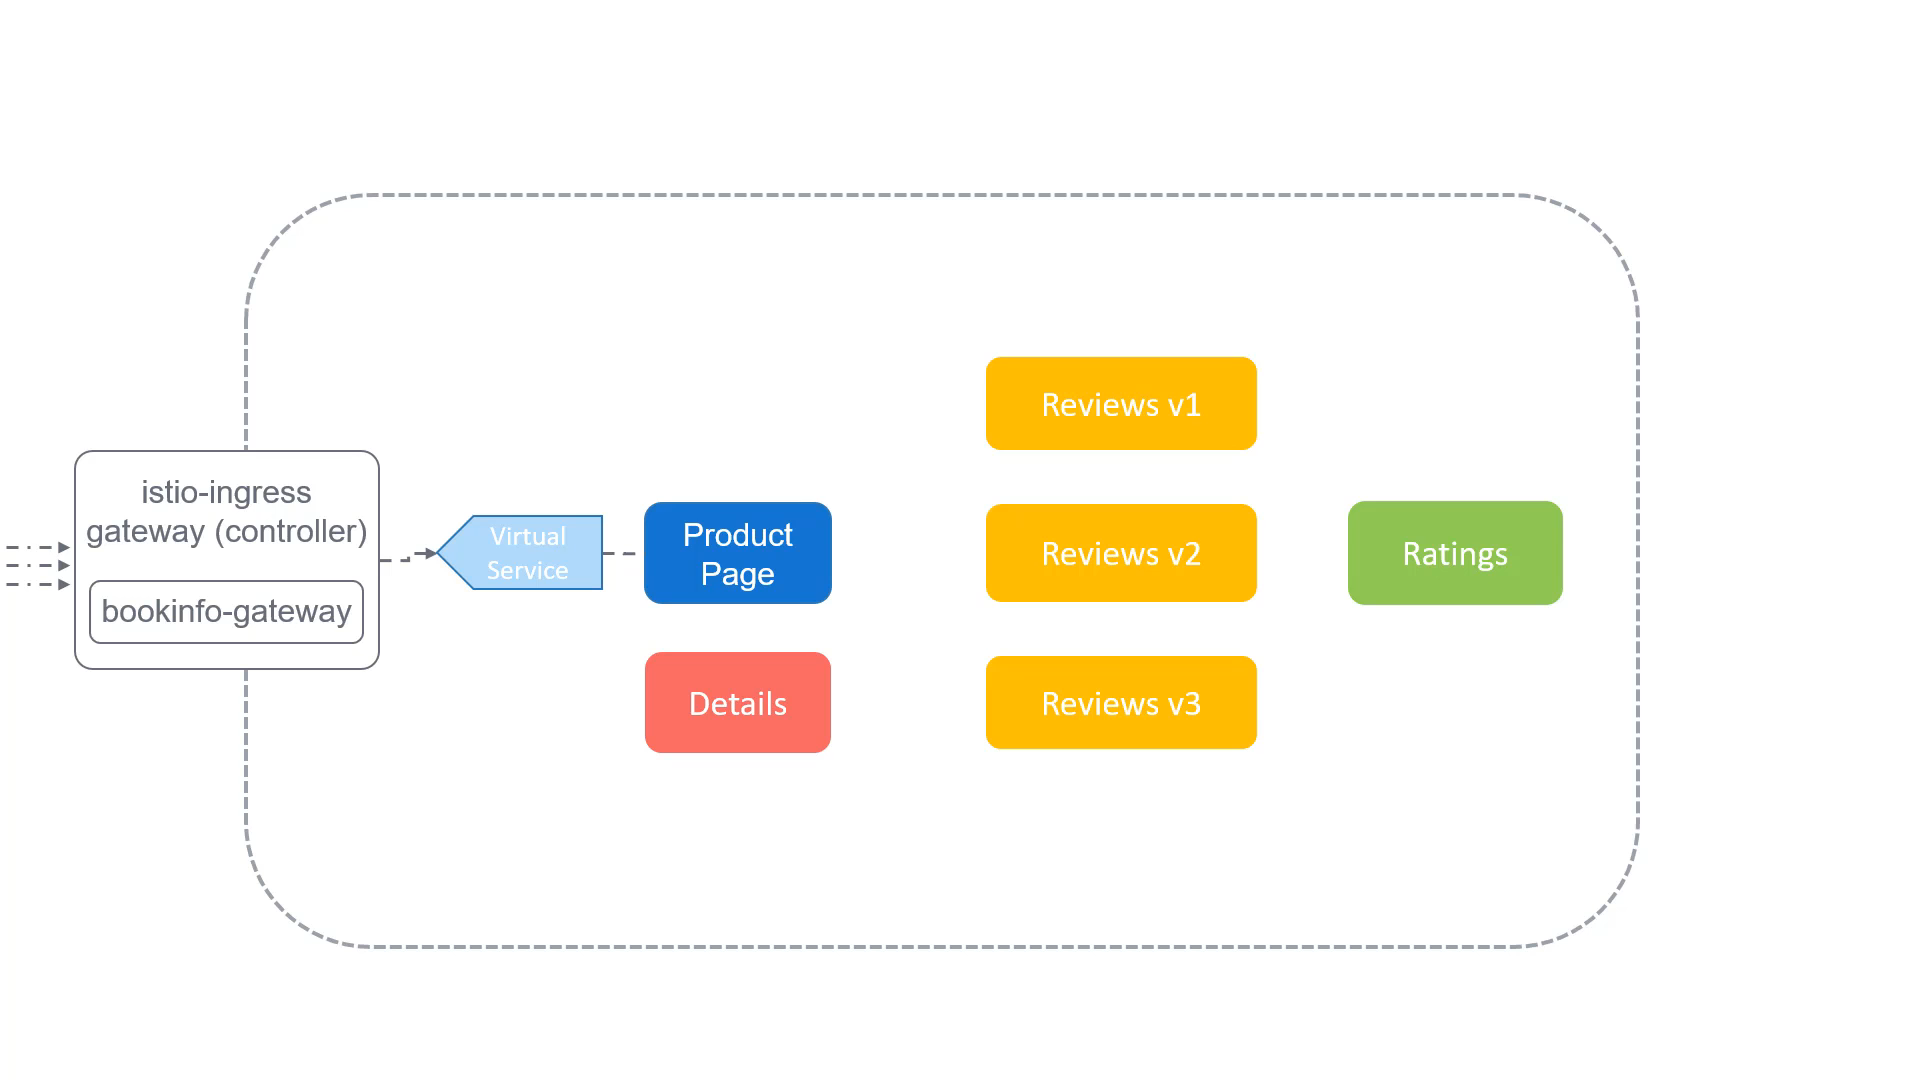 istio-ingress
gateway (controller)
bookinfo-gateway
Virtual
Service
Product
Page
Details
Reviews v1
Reviews v2
Reviews v3
Ratings